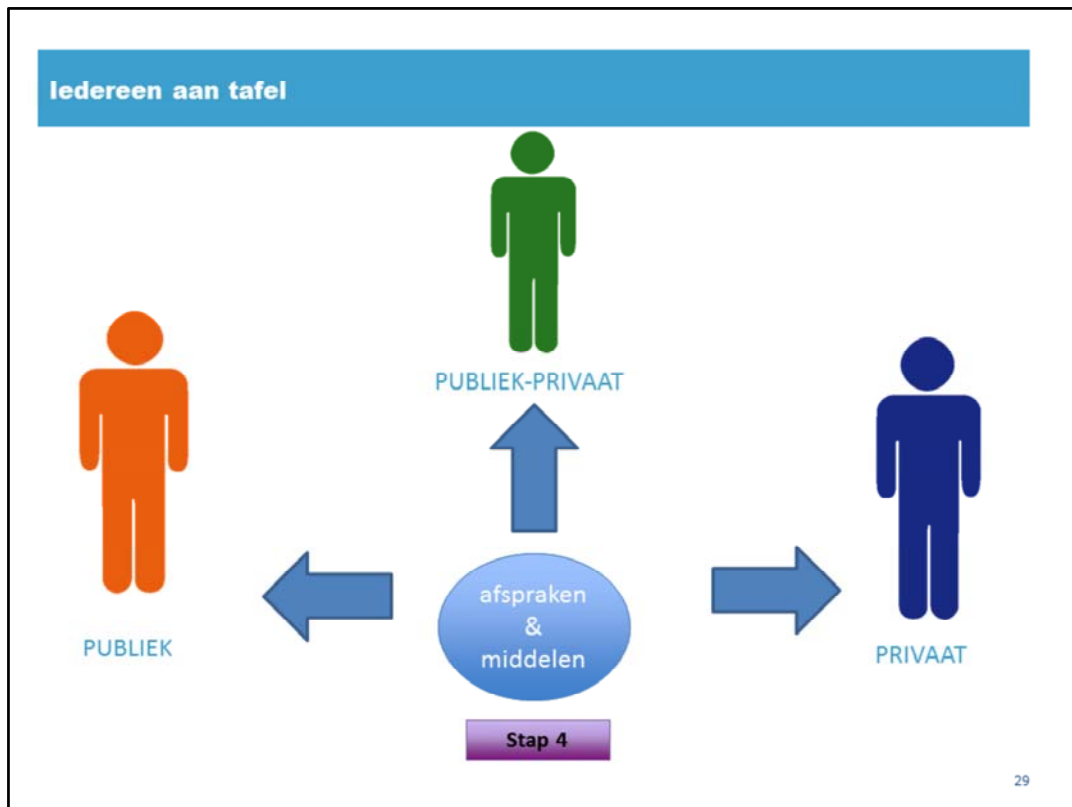 Iedereen aan tafel
PUBLIEK-PRIVAAT
PUBLIEK
afspraken
&
middelen
PRIVAAT
Stap 4
29